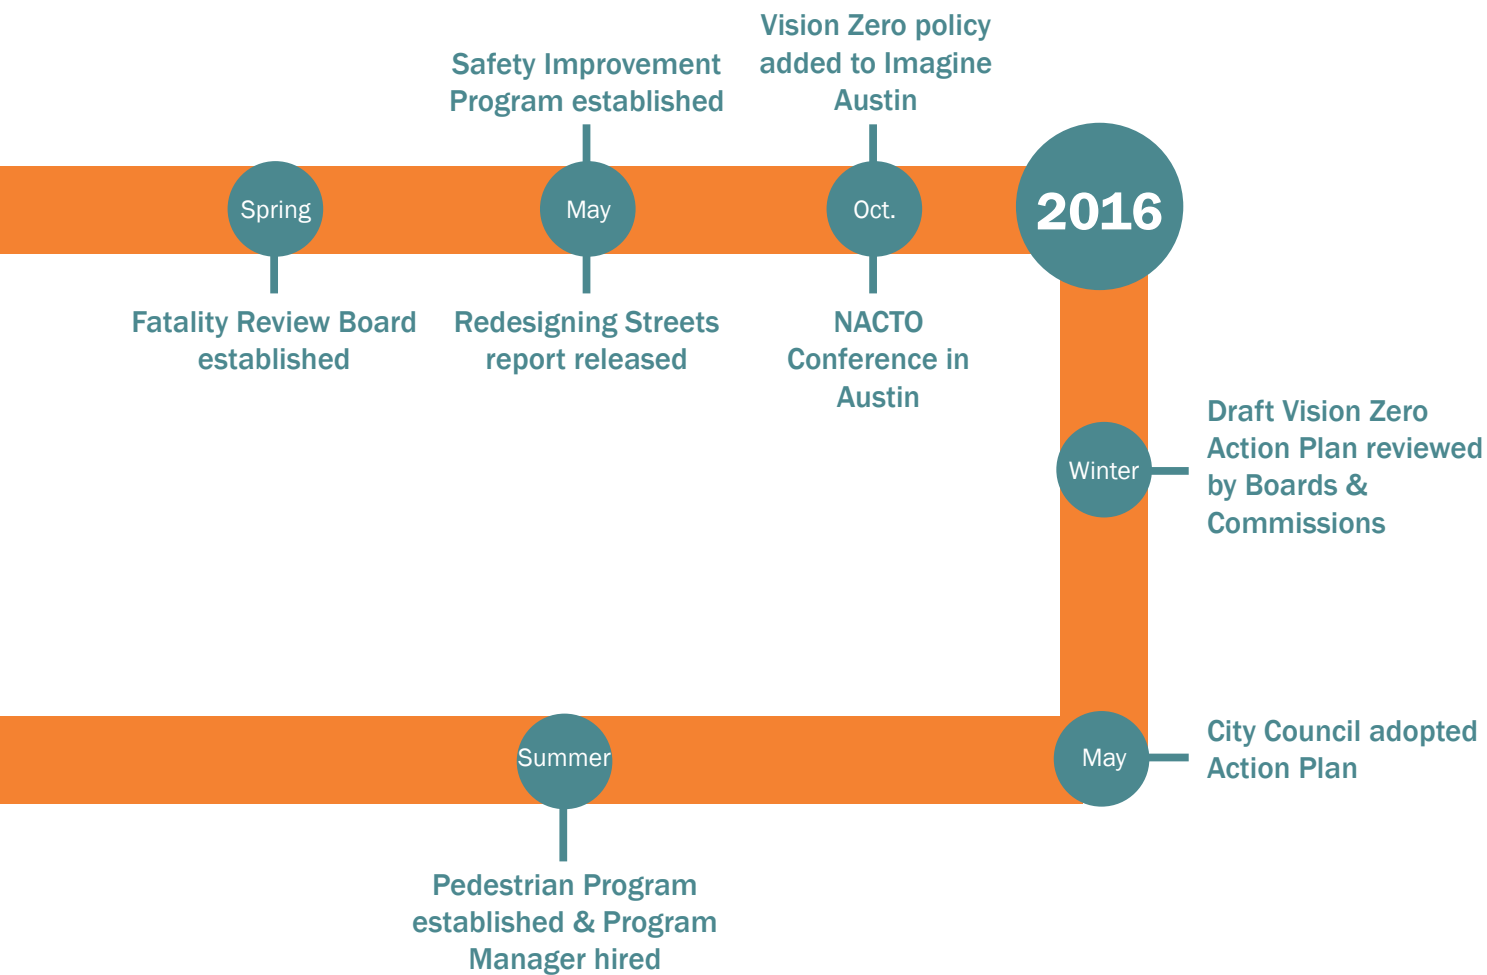 Spring
Fatality Review Board
established
Safety Improvement
Program established
May
Redesigning Streets
report released
Vision Zero policy
added to Imagine
Austin
Oct.
NACTO
Conference in
Austin
2016
Winter
Draft Vision Zero
Action Plan reviewed
by Boards &
Commissions
May
City Council adopted
Action Plan
Summer
Pedestrian Program
established & Program
Manager hired